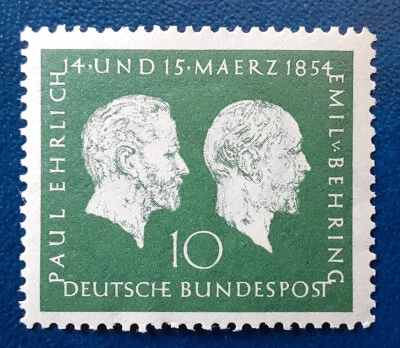 14·UND 15·MAERZ 1854
PAUL EHRLICH
EMIL v. BEHRING
10
DEUTSCHE BUNDESPOST